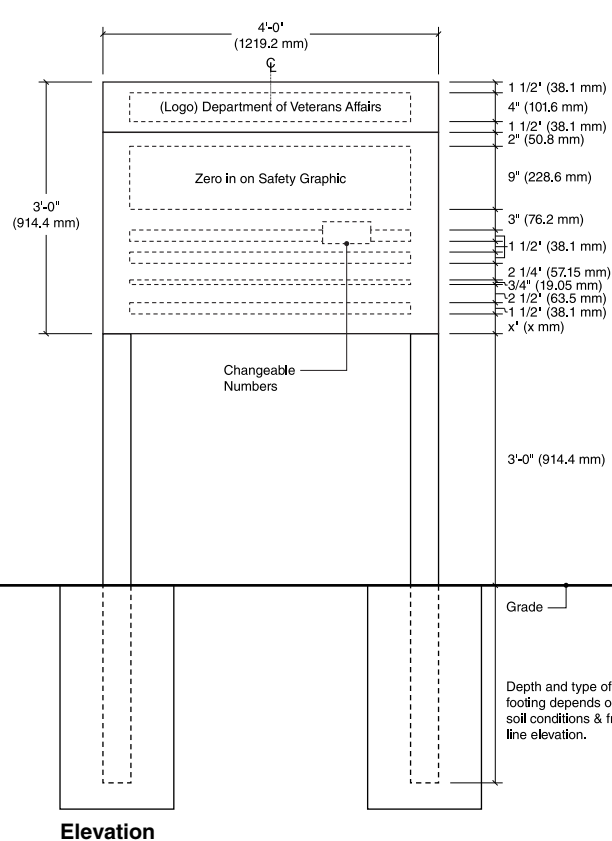 4'-0"
(1219.2 mm)
℄
1 1/2" (38.1 mm)
(Logo) Department of Veterans Affairs
4" (101.6 mm)
1 1/2" (38.1 mm)
2" (50.8 mm)
Zero in on Safety Graphic
9" (228.6 mm)
3'-0"
(914.4 mm)
3" (76.2 mm)
1 1/2' (38.1 mm)
2 1/4" (57.15 mm)
3/4" (19.05 mm)
2 1/2' (63.5 mm)
1 1/2' (38.1 mm)
x" (x mm)
Changeable
Numbers
3'-0" (914.4 mm)
Grade
Depth and type of
footing depends
soil conditions &
line elevation.
Elevation